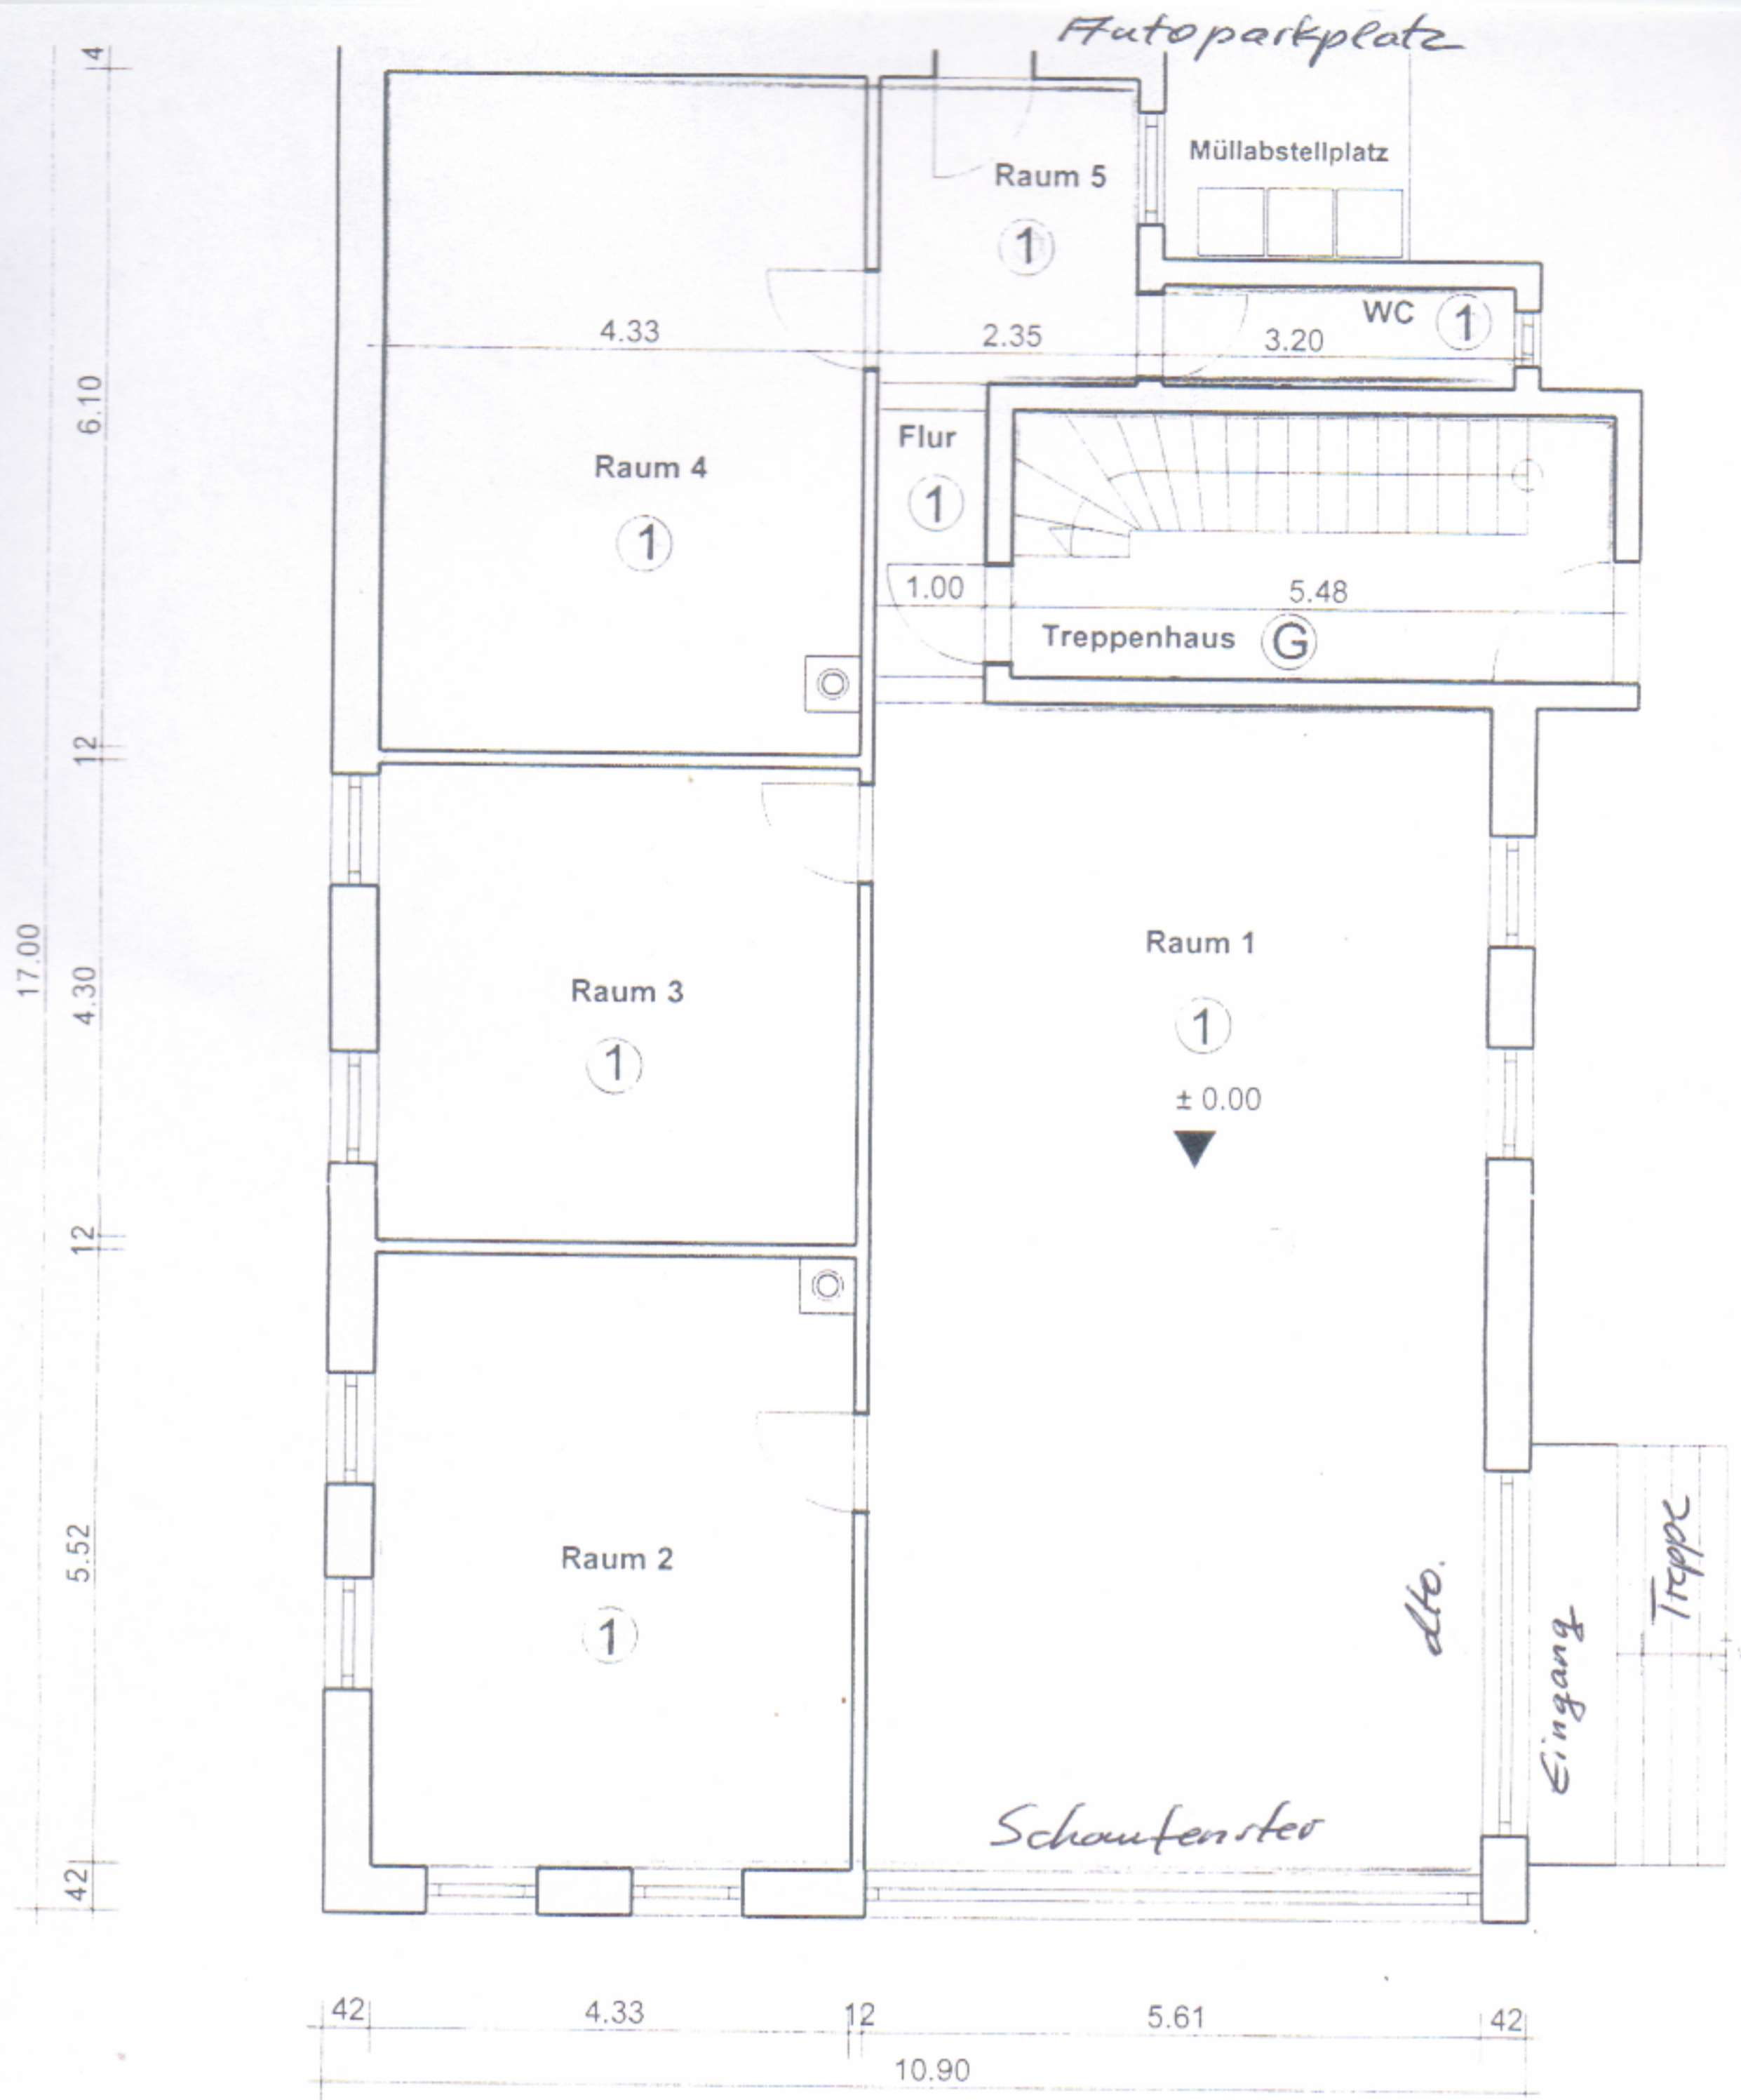 Autoparkplatz
4
Müllabstellplatz
Raum 5
1
WC
1
4.33
2.35
3.20
6.10
Flur
1
Raum 4
1
1.00
5.48
Treppenhaus
G
12
17.00
4.30
Raum 1
1
± 0.00
Raum 3
1
12
5.52
Raum 2
1
dto.
Eingang
Treppe
Schaufenster
42
42
4.33
12
5.61
42
10.90